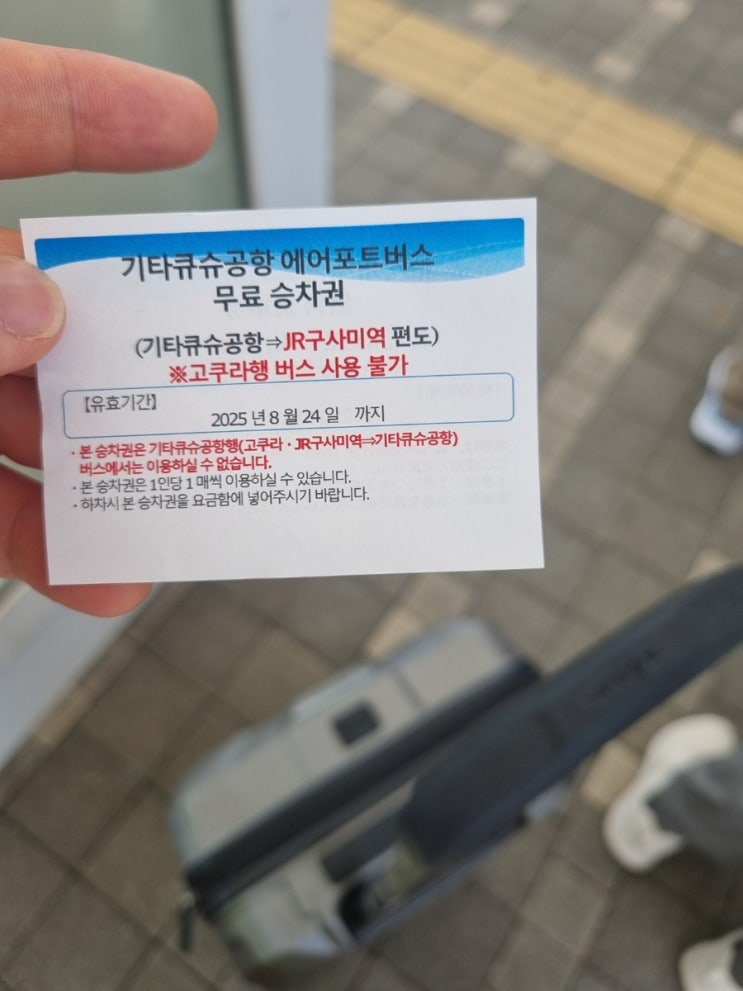 기타큐슈공항 에어포트버스
무료 승차권
(기타큐슈공항⇒JR구사미역 편도)
※고쿠라행 버스 사용 불가
【유효기간】
2025 년 8 월 24 일 까지
· 본 승차권은 기타큐슈공항행(고쿠라 · JR구사미역⇒기타큐슈공항)
버스에서는 이용하실 수 없습니다.
· 본 승차권은 1인당 1 매씩 이용하실 수 있습니다.
· 하차시 본 승차권을 요금함에 넣어주시기 바랍니다.